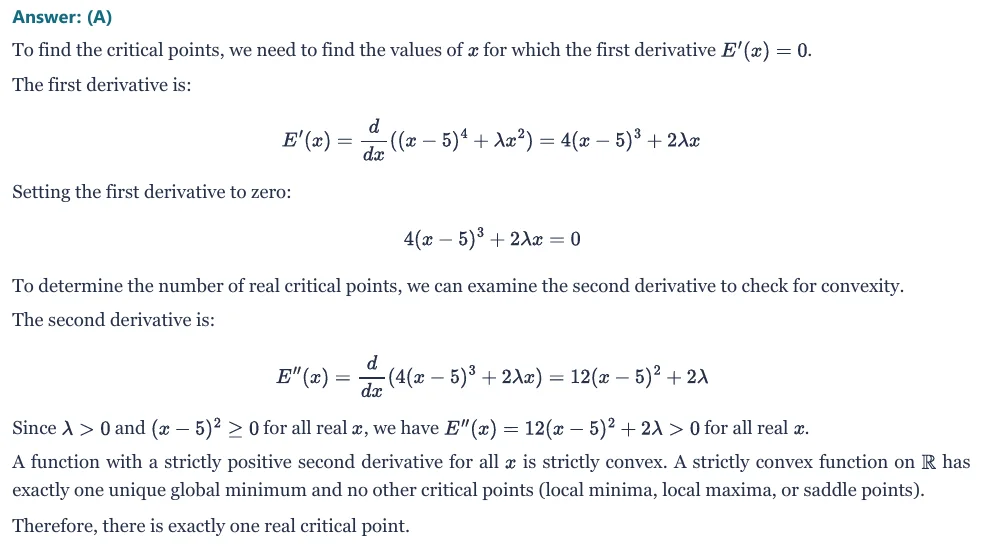 Answer: (A)
To find the critical points, we need to find the values of x for which the first derivative E′(x) = 0.
The first derivative is:
E′(x) = d/dx((x − 5)⁴ + λx²) = 4(x − 5)³ + 2λx
Setting the first derivative to zero:
4(x − 5)³ + 2λx = 0
To determine the number of real critical points, we can examine the second derivative to check for convexity.
The second derivative is:
E″(x) = d/dx(4(x − 5)³ + 2λx) = 12(x − 5)² + 2λ
Since λ > 0 and (x − 5)² ≥ 0 for all real x, we have E″(x) = 12(x − 5)² + 2λ > 0 for all real x.
A function with a strictly positive second derivative for all x is strictly convex. A strictly convex function on ℝ has
exactly one unique global minimum and no other critical points (local minima, local maxima, or saddle points).
Therefore, there is exactly one real critical point.